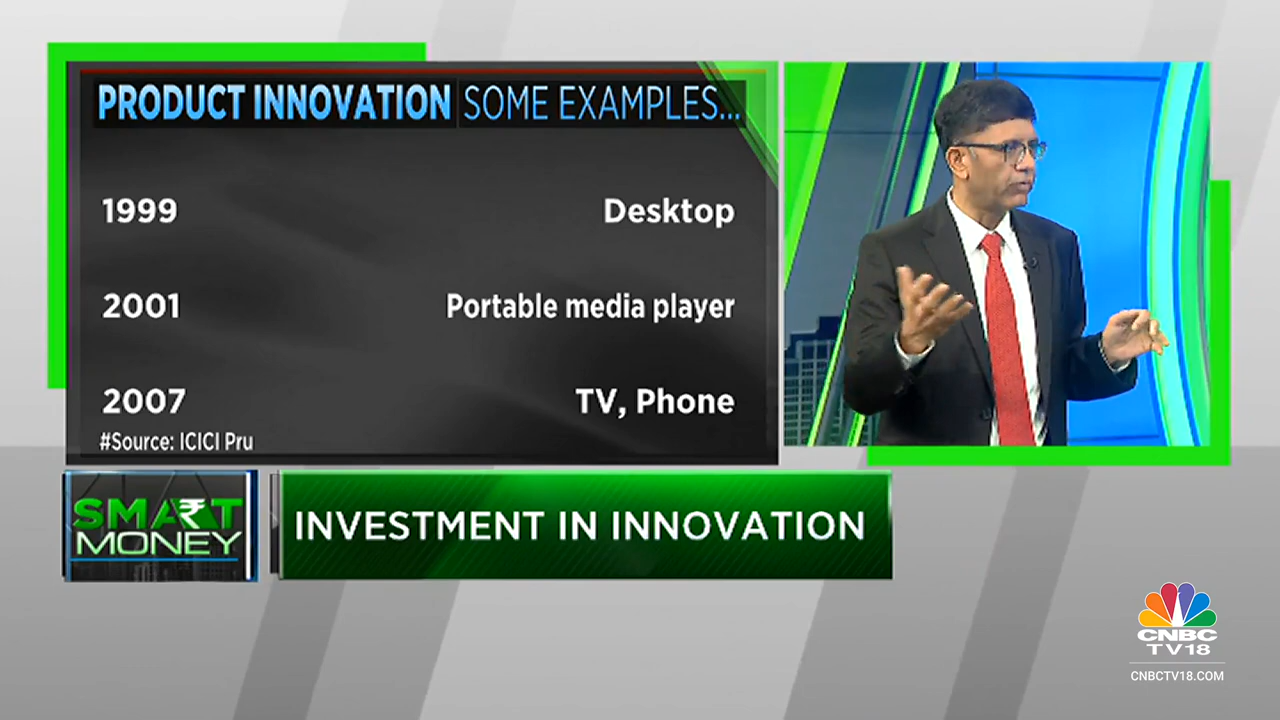 PRODUCT INNOVATION SOME EXAMPLES...
1999 Desktop
2001 Portable media player
2007 TV, Phone
#Source: ICICI Pru
SMA₹T
MONEY
INVESTMENT IN INNOVATION
CNBC
TV18
CNBCTV18.COM